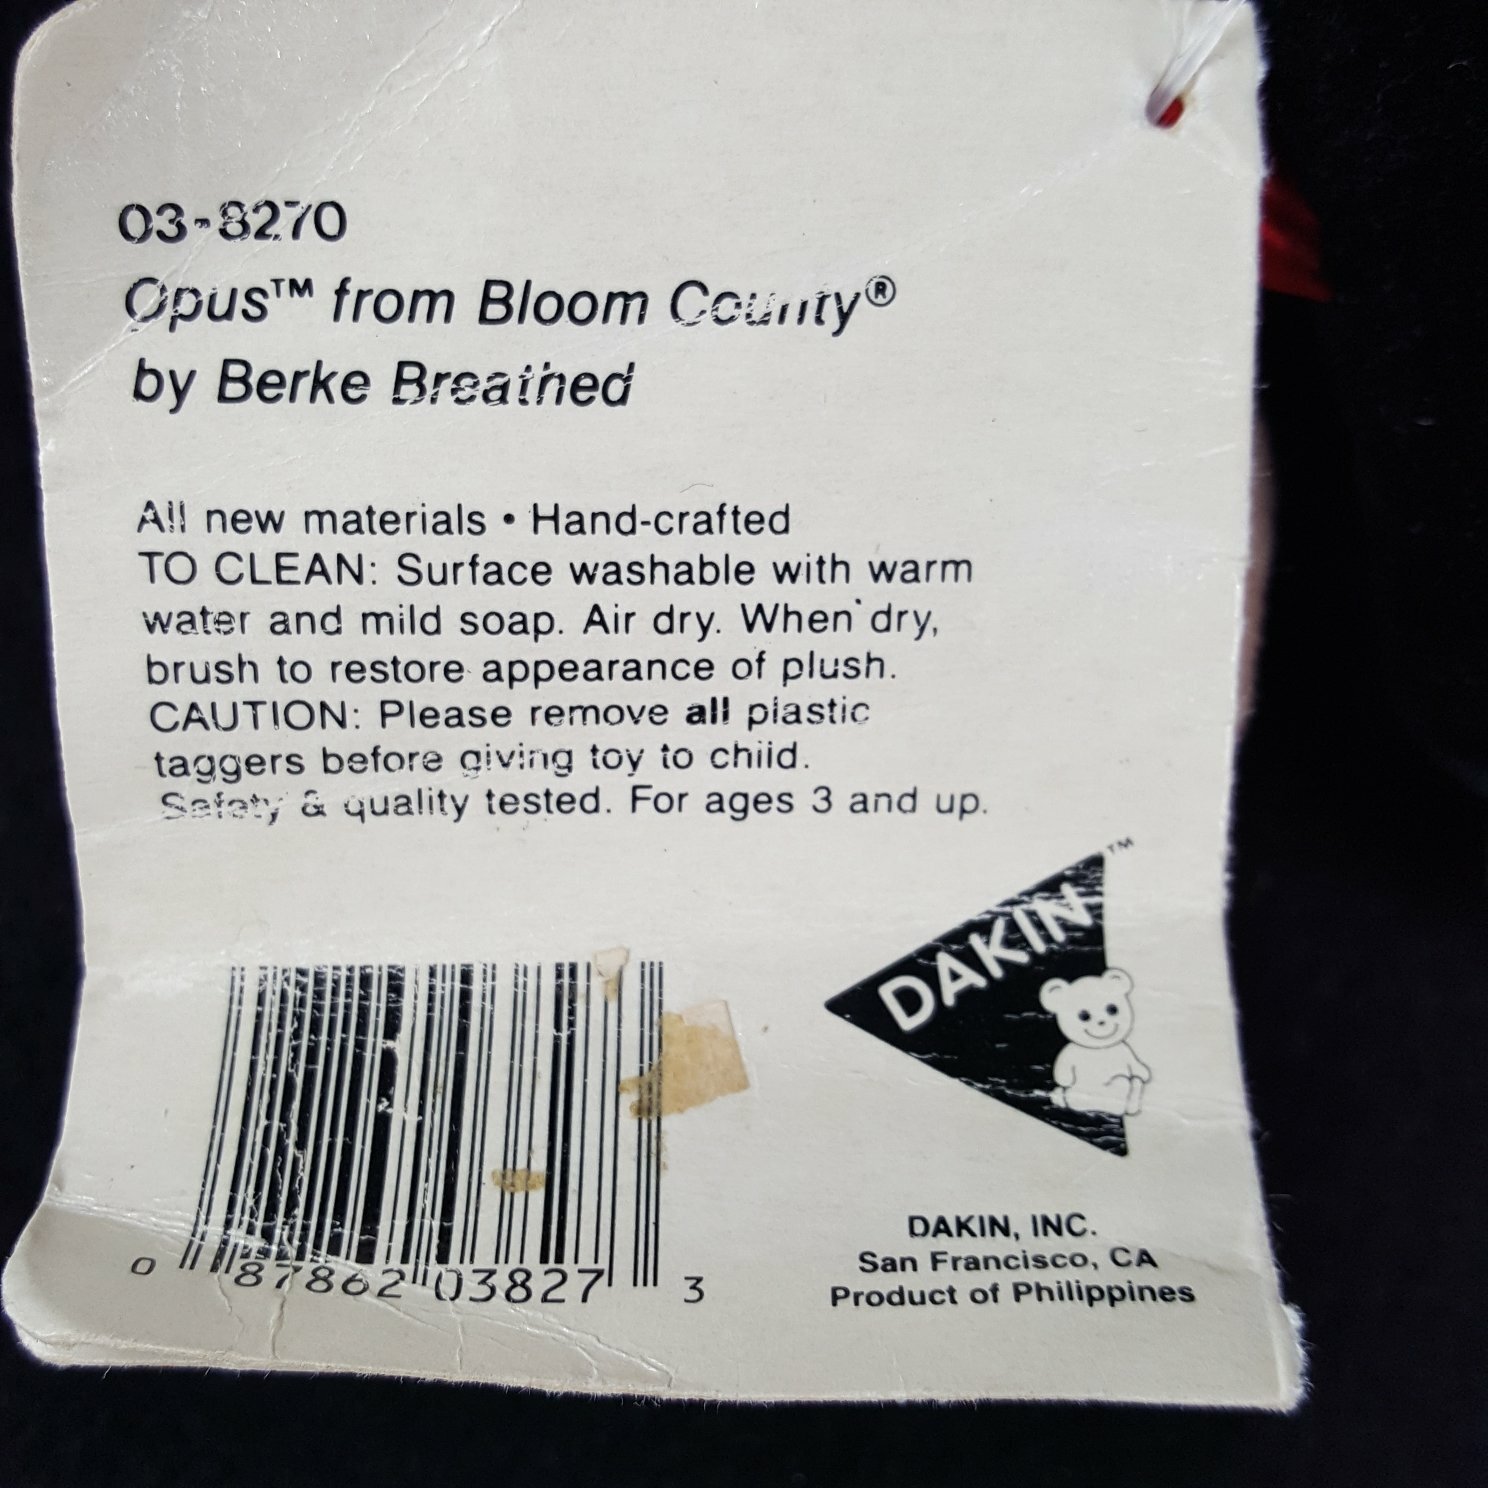 03-8270
Opus™ from Bloom County®
by Berke Breathed
All new materials • Hand-crafted
TO CLEAN: Surface washable with warm
water and mild soap. Air dry. When dry,
brush to restore appearance of plush.
CAUTION: Please remove all plastic
taggers before giving toy to child.
Safety & quality tested. For ages 3 and up.
DAKIN™
0 87862 03827 3
DAKIN, INC.
San Francisco, CA
Product of Philippines